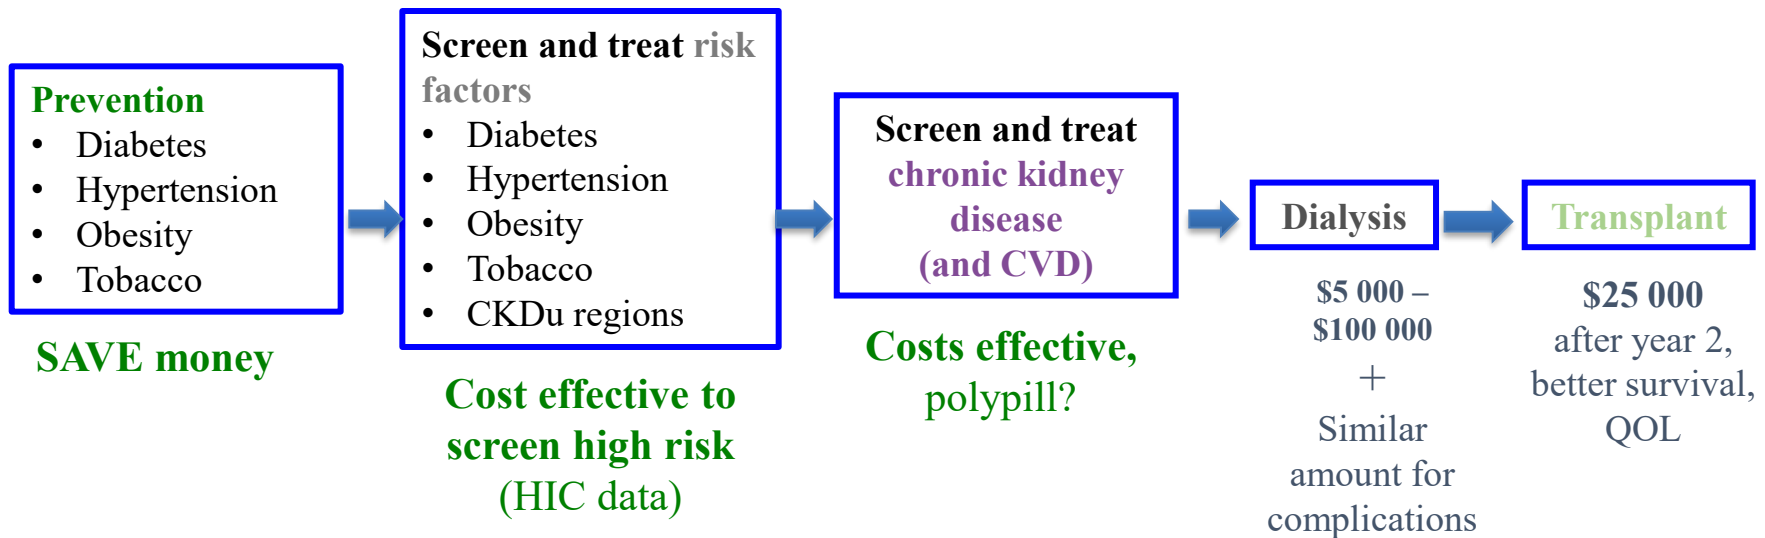 Prevention
• Diabetes
• Hypertension
• Obesity
• Tobacco
SAVE money
Screen and treat risk
factors
• Diabetes
• Hypertension
• Obesity
• Tobacco
• CKDu regions
Cost effective to
screen high risk
(HIC data)
Screen and treat
chronic kidney
disease
(and CVD)
Costs effective,
polypill?
Dialysis
$5 000 –
$100 000
+
Similar
amount for
complications
Transplant
$25 000
after year 2,
better survival,
QOL